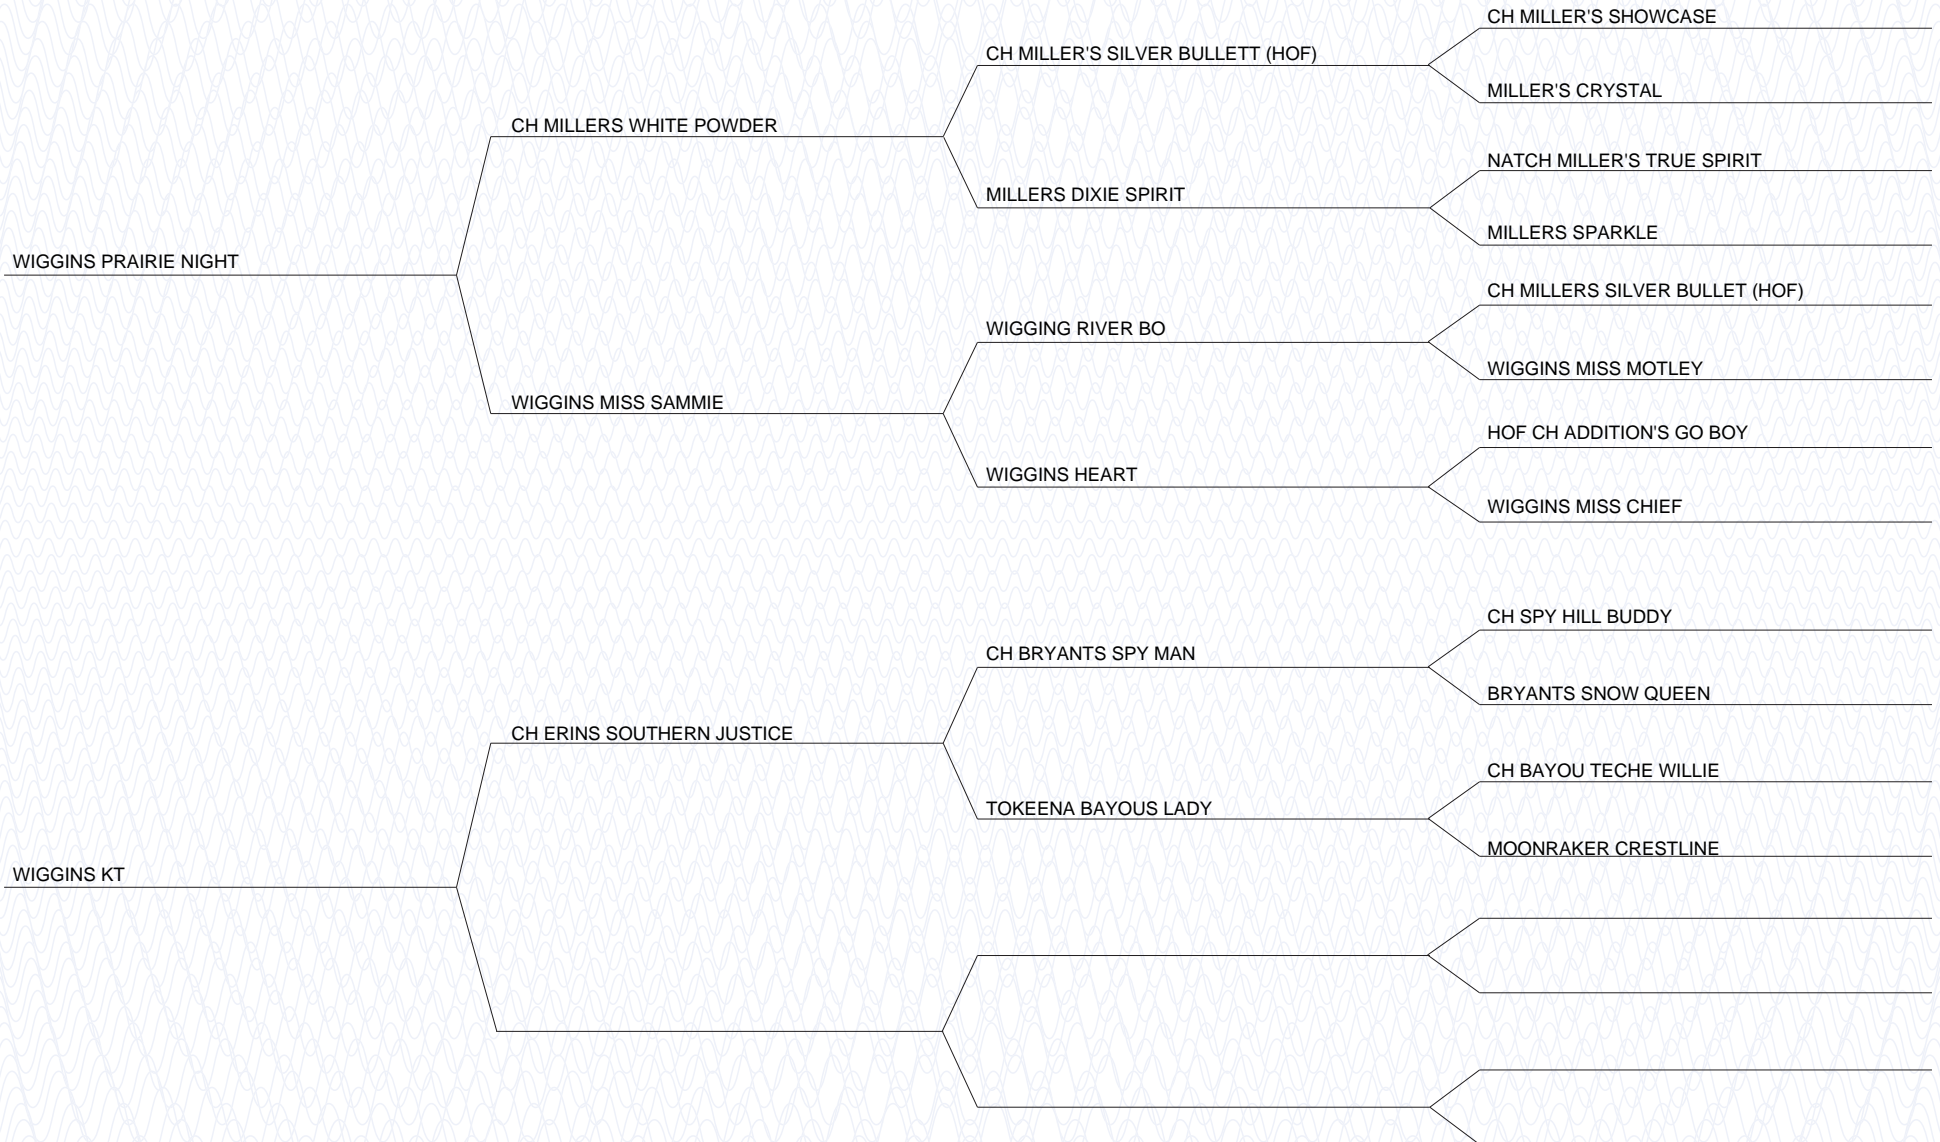 CH MILLER'S SHOWCASE
CH MILLER'S SILVER BULLETT (HOF)
MILLER'S CRYSTAL
CH MILLERS WHITE POWDER
NATCH MILLER'S TRUE SPIRIT
MILLERS DIXIE SPIRIT
MILLERS SPARKLE
WIGGINS PRAIRIE NIGHT
CH MILLERS SILVER BULLET (HOF)
WIGGING RIVER BO
WIGGINS MISS MOTLEY
WIGGINS MISS SAMMIE
HOF CH ADDITION'S GO BOY
WIGGINS HEART
WIGGINS MISS CHIEF
CH SPY HILL BUDDY
CH BRYANTS SPY MAN
BRYANTS SNOW QUEEN
CH ERINS SOUTHERN JUSTICE
CH BAYOU TECHE WILLIE
TOKEENA BAYOUS LADY
MOONRAKER CRESTLINE
WIGGINS KT